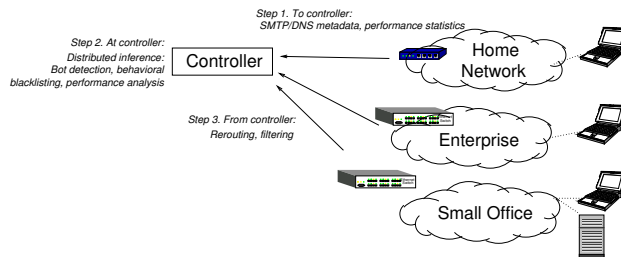 Step 1. To controller:
SMTP/DNS metadata, performance statistics
Step 2. At controller:
Distributed inference:
Bot detection, behavioral
blacklisting, performance analysis
Controller
Home
Network
Step 3. From controller:
Rerouting, filtering
Enterprise
Small Office